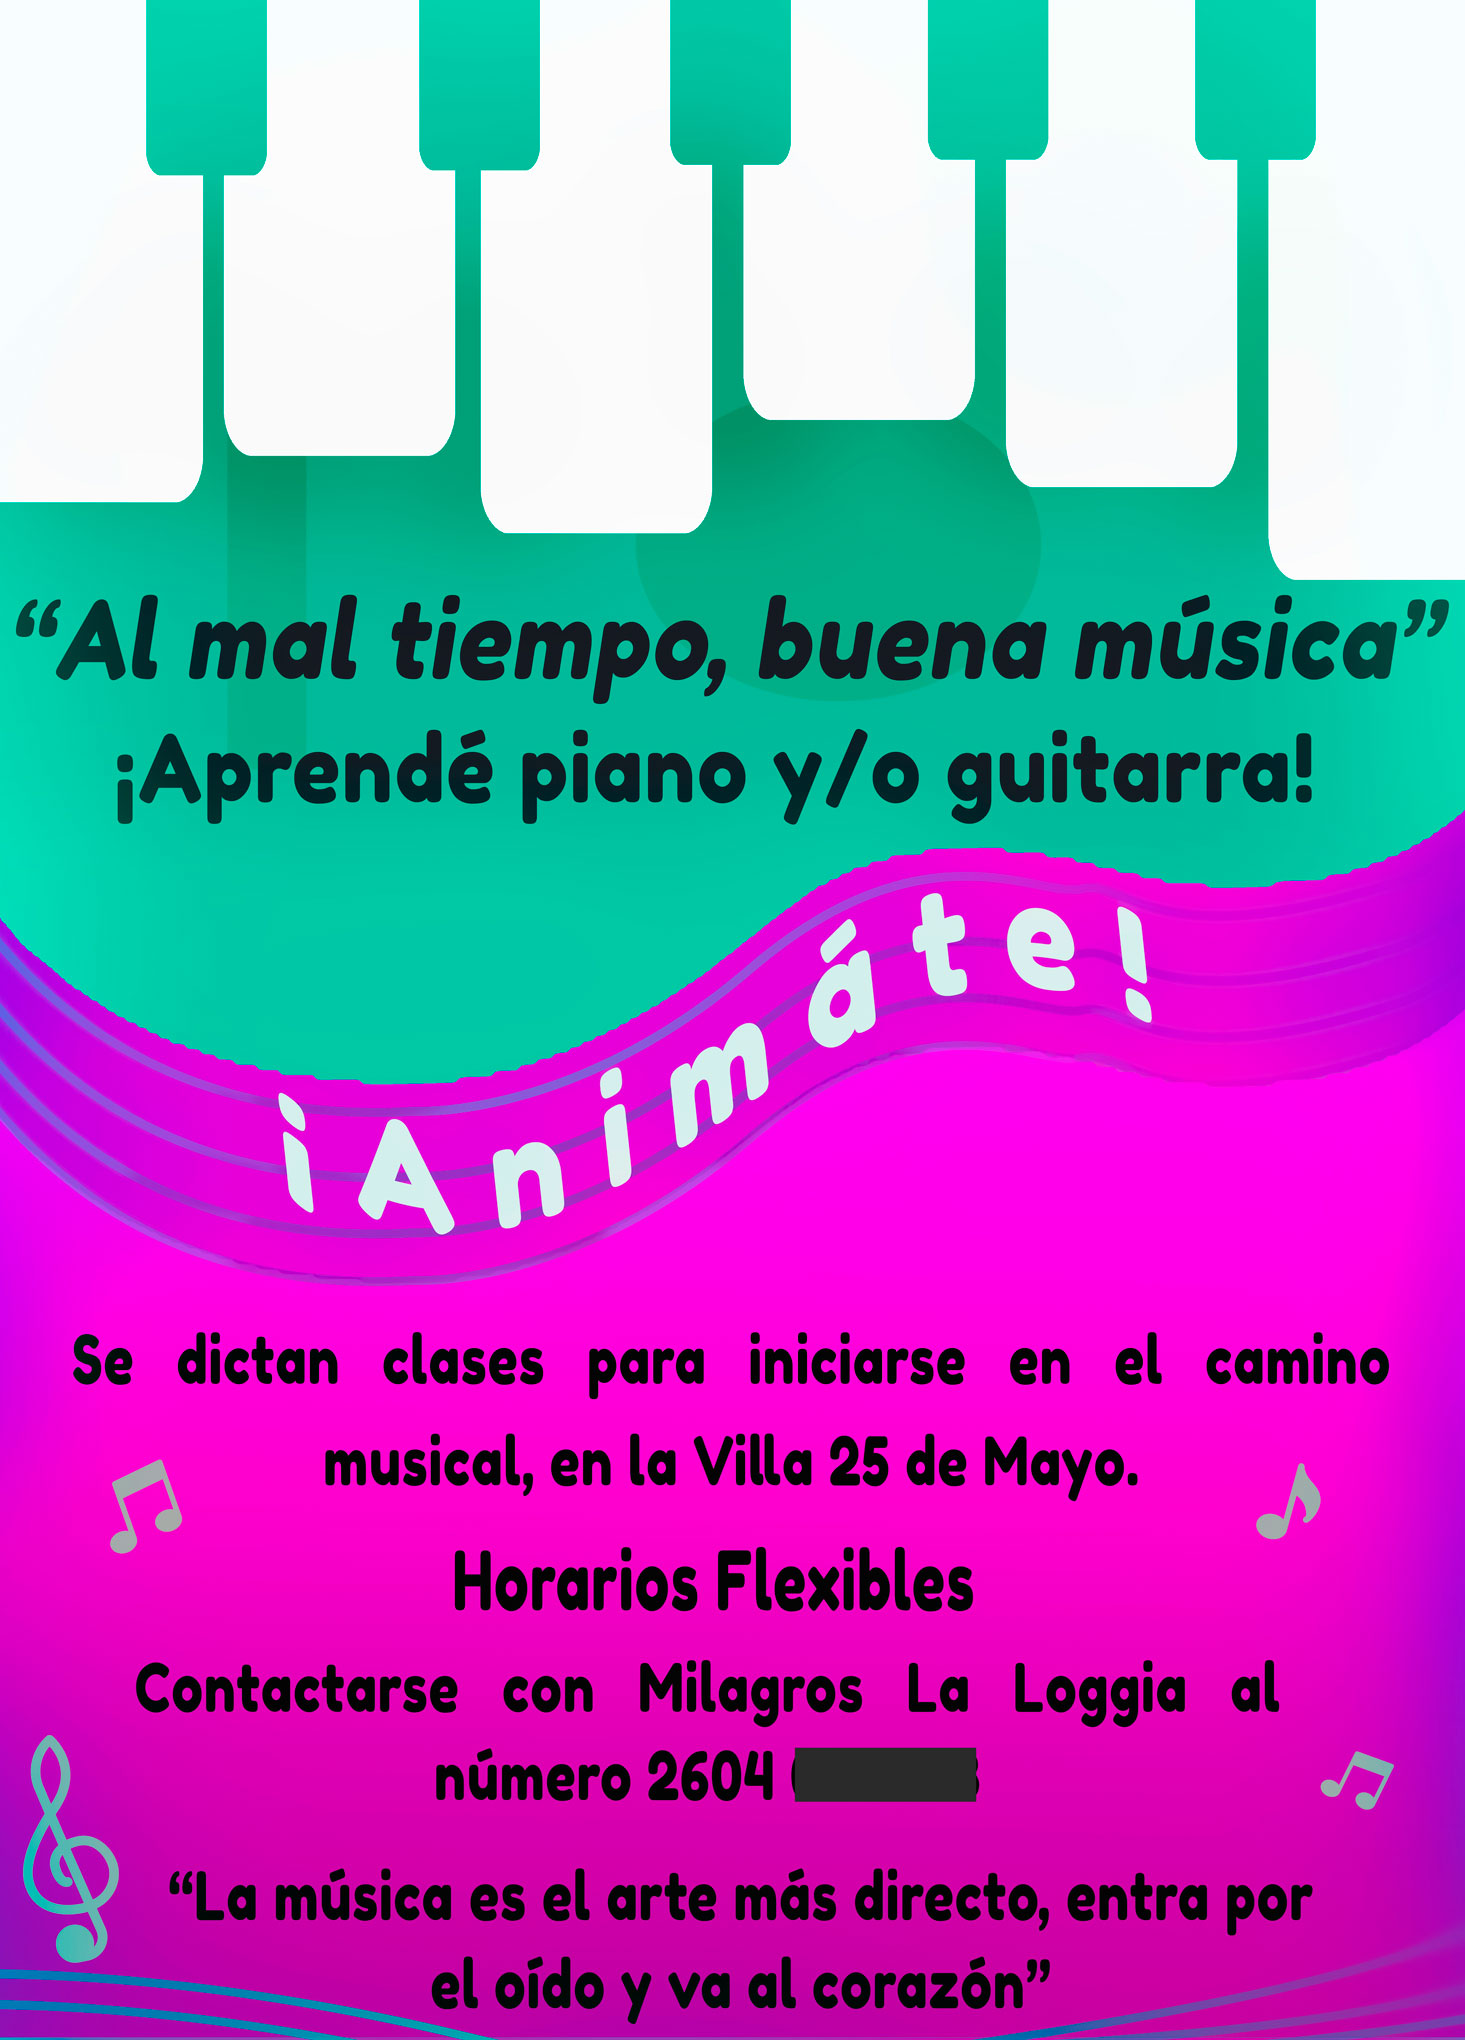 “Al mal tiempo, buena música”
¡Aprendé piano y/o guitarra!
¡Animáte!
Se dictan clases para iniciarse en el camino
musical, en la Villa 25 de Mayo.
Horarios Flexibles
Contactarse con Milagros La Loggia al
número 2604
“La música es el arte más directo, entra por
el oído y va al corazón”